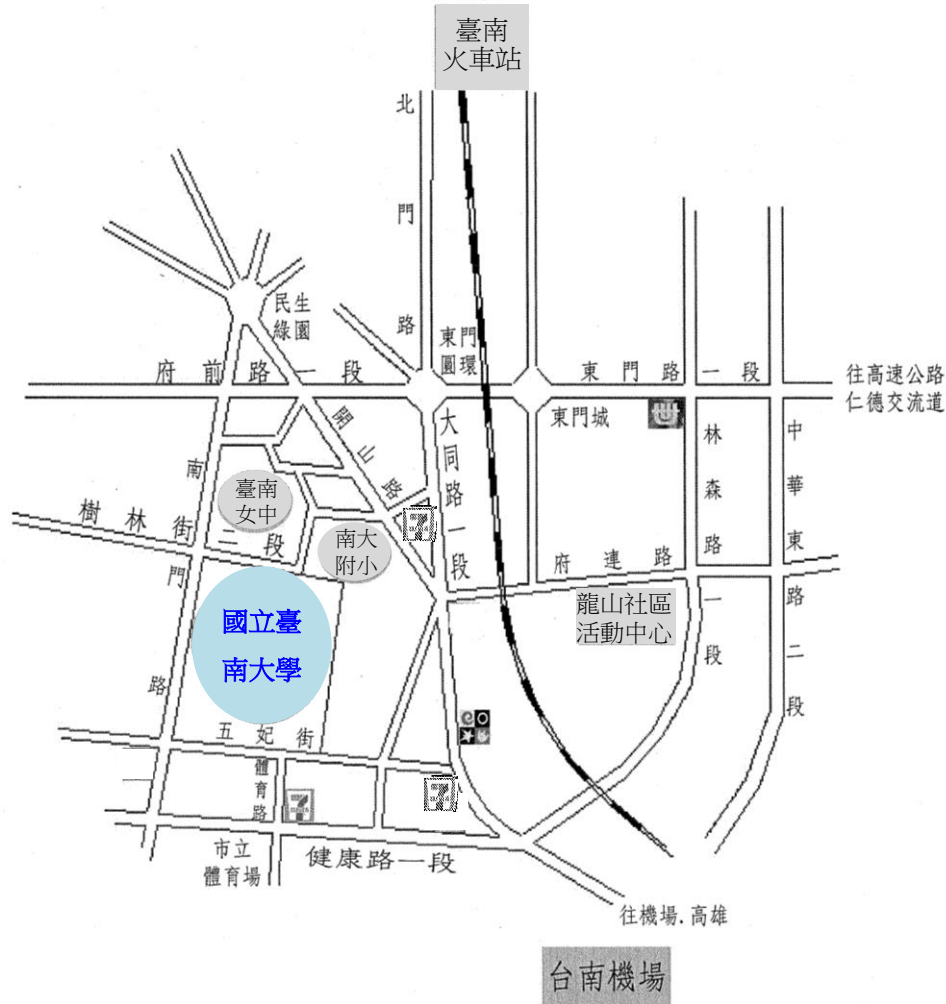 臺南
火車站
北門路
民生
綠園
東門
圓環
府前路一段
東門路一段
往高速公路
仁德交流道
東門城
開山路
大同路一段
林森路一段
中華東路二段
南門路
臺南
女中
樹林街二段
南大
附小
7
府連路
龍山社區
活動中心
國立臺
南大學
五妃街
體育路
7
7
市立
體育場
健康路一段
往機場.高雄
台南機場